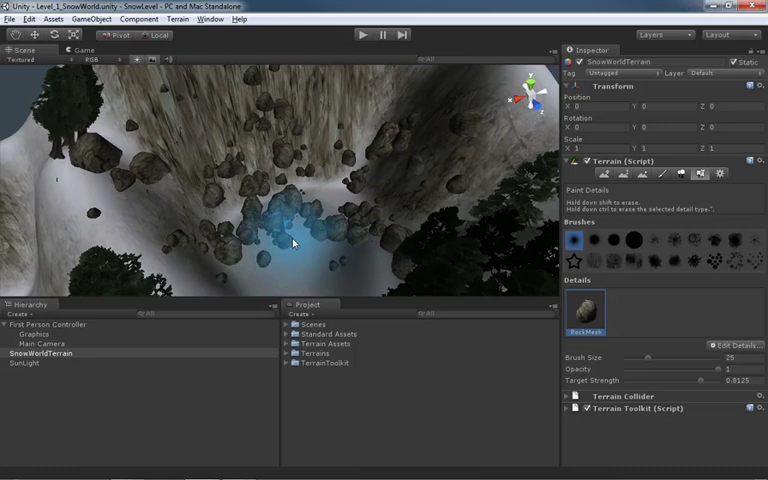 Unity - Level_1_SnowWorld.unity - SnowLevel - PC and Mac Standalone
File Edit Assets GameObject Component Terrain Window Help
Pivot Local Layers Layout
Scene Game
Textured RGB All
y
x
z
Inspector
SnowWorldTerrain Static
Tag Untagged Layer Default
Transform
Position
X 0 Y 0 Z 0
Rotation
X 0 Y 0 Z 0
Scale
X 1 Y 1 Z 1
Terrain (Script)
Paint Details
Hold down shift to erase.
Hold down ctrl to erase the selected detail type.
Brushes
Details
RockMesh
Edit Details...
Brush Size 25
Opacity 1
Target Strength 0.8125
Terrain Collider
Terrain Toolkit (Script)
Hierarchy
Create All
First Person Controller
Graphics
Main Camera
SnowWorldTerrain
SunLight
Project
Create All
Scenes
Standard Assets
Terrain Assets
Terrains
TerrainToolkit